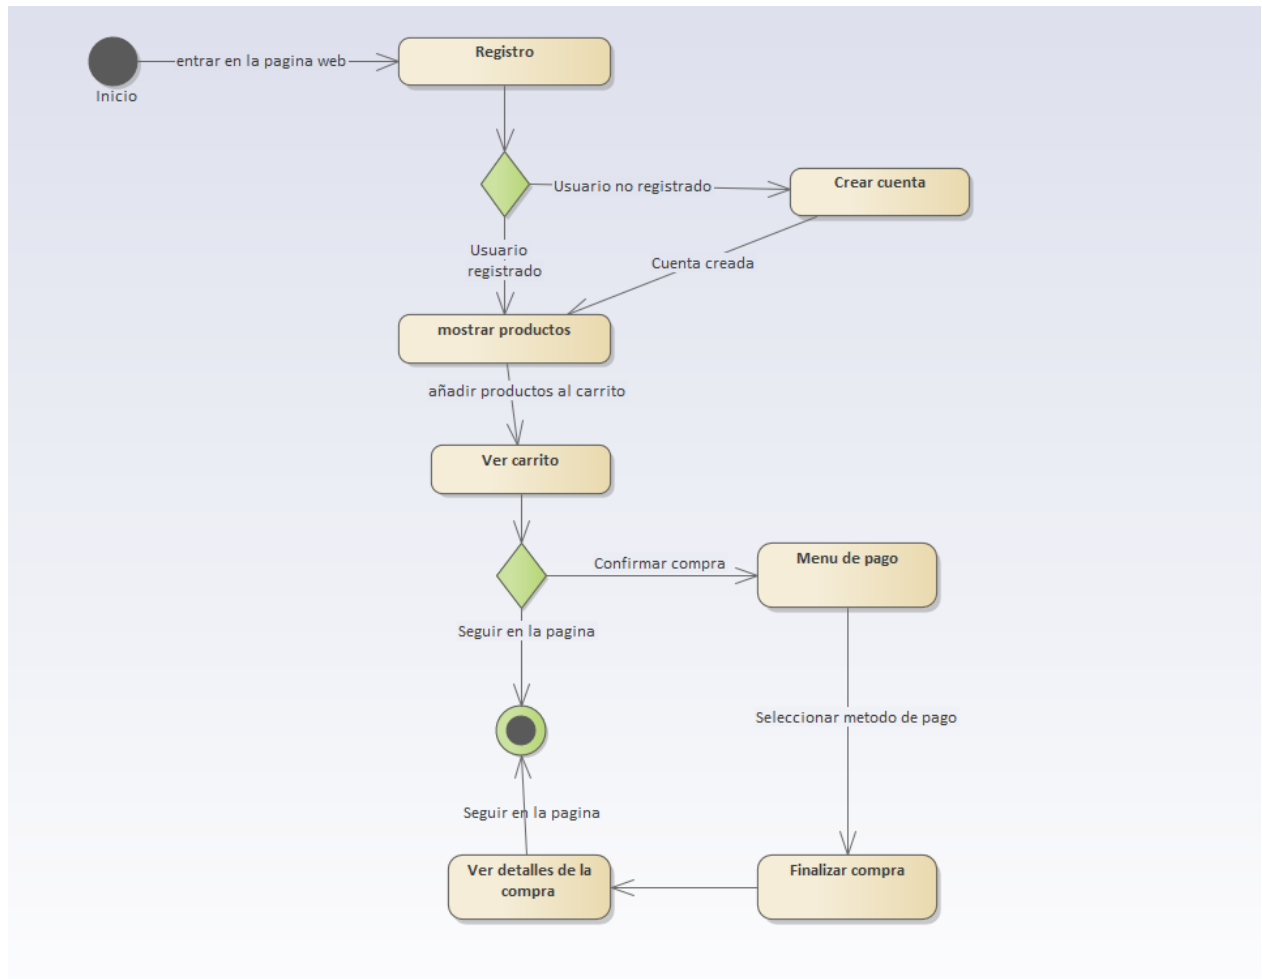 entrar en la pagina web
Registro
Inicio
Usuario no registrado
Crear cuenta
Usuario
registrado
Cuenta creada
mostrar productos
añadir productos al carrito
Ver carrito
Confirmar compra
Menu de pago
Seguir en la pagina
Seleccionar metodo de pago
Seguir en la pagina
Ver detalles de la
compra
Finalizar compra